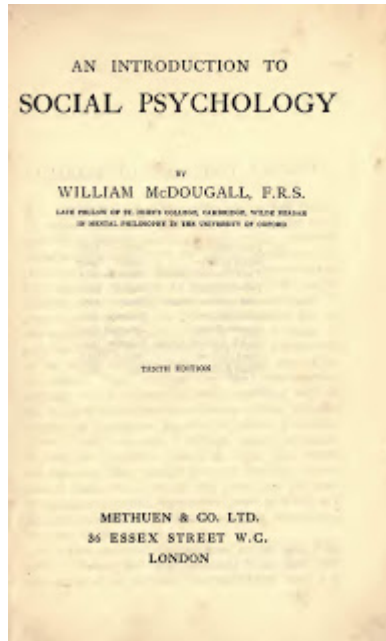 AN INTRODUCTION TO
SOCIAL PSYCHOLOGY
BY
WILLIAM McDOUGALL, F.R.S.
LATE FELLOW OF ST. JOHN'S COLLEGE, CAMBRIDGE, WILDE READER
IN MENTAL PHILOSOPHY IN THE UNIVERSITY OF OXFORD
TENTH EDITION
METHUEN & CO. LTD.
36 ESSEX STREET W.C.
LONDON